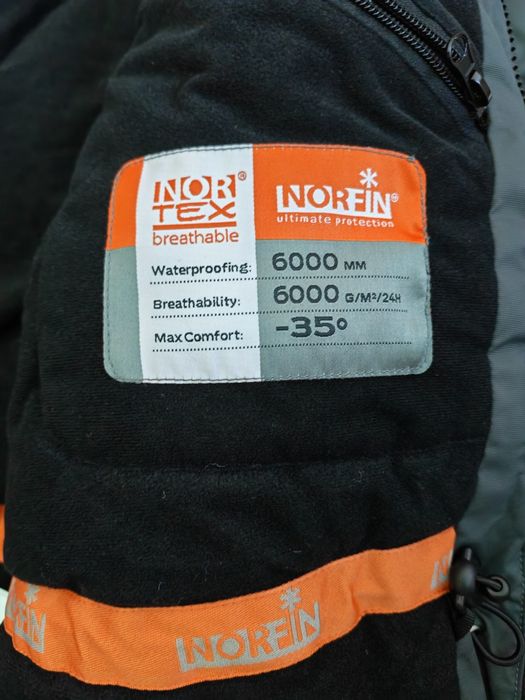 NOR®
TEX
breathable
NORFIN®
ultimate protection
Waterproofing: 6000 MM
Breathability: 6000 G/M²/24H
Max Comfort: -35°
NORFIN